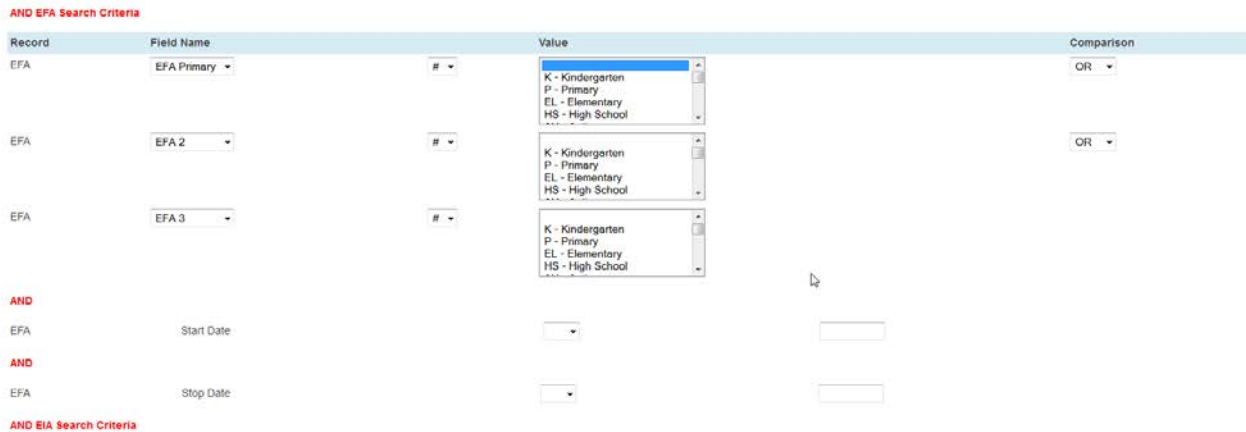 AND EFA Search Criteria
Record Field Name Value Comparison
EFA EFA Primary # OR
K - Kindergarten
P - Primary
EL - Elementary
HS - High School
EFA EFA 2 # OR
K - Kindergarten
P - Primary
EL - Elementary
HS - High School
EFA EFA 3 #
K - Kindergarten
P - Primary
EL - Elementary
HS - High School
AND
EFA Start Date
AND
EFA Stop Date
AND EIA Search Criteria